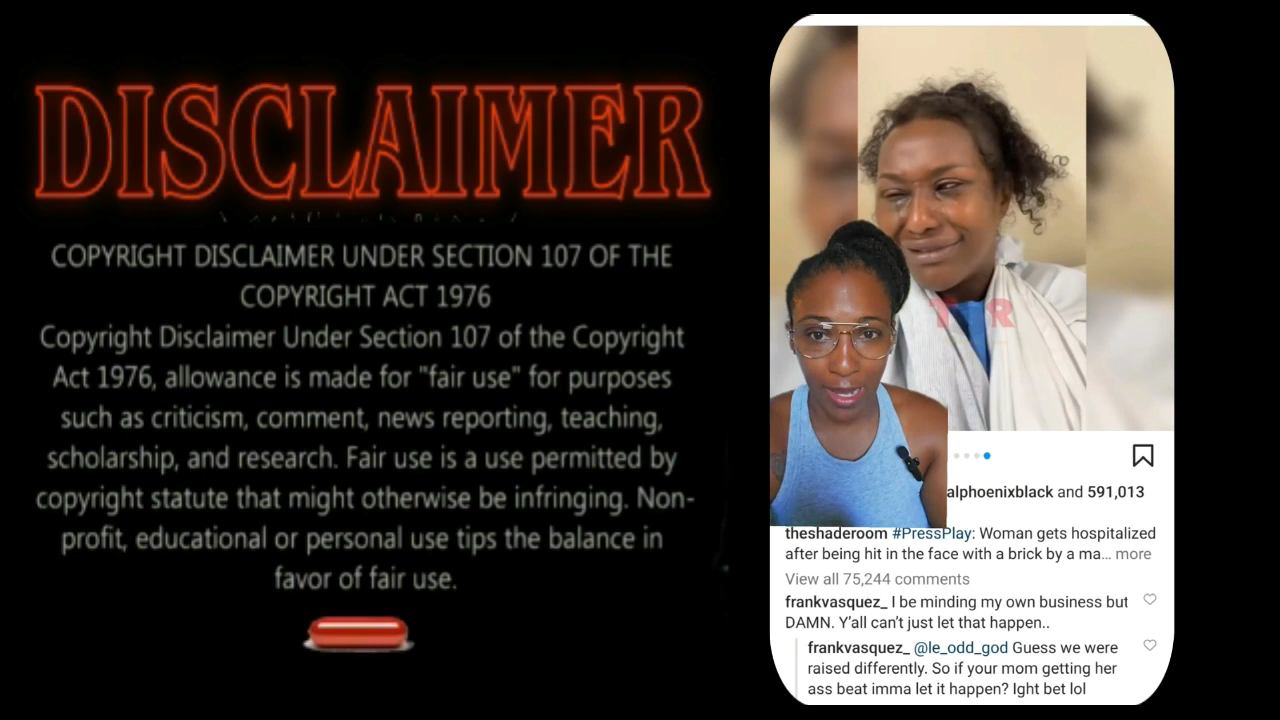 DISCLAIMER
COPYRIGHT DISCLAIMER UNDER SECTION 107 OF THE
COPYRIGHT ACT 1976
Copyright Disclaimer Under Section 107 of the Copyright
Act 1976, allowance is made for "fair use" for purposes
such as criticism, comment, news reporting, teaching,
scholarship, and research. Fair use is a use permitted by
copyright statute that might otherwise be infringing. Non-
profit, educational or personal use tips the balance in
favor of fair use.
TSR
alphoenixblack and 591,013
theshaderoom #PressPlay: Woman gets hospitalized
after being hit in the face with a brick by a ma... more
View all 75,244 comments
frankvasquez_ I be minding my own business but
DAMN. Y'all can't just let that happen..
frankvasquez_ @le_odd_god Guess we were
raised differently. So if your mom getting her
ass beat imma let it happen? Ight bet lol